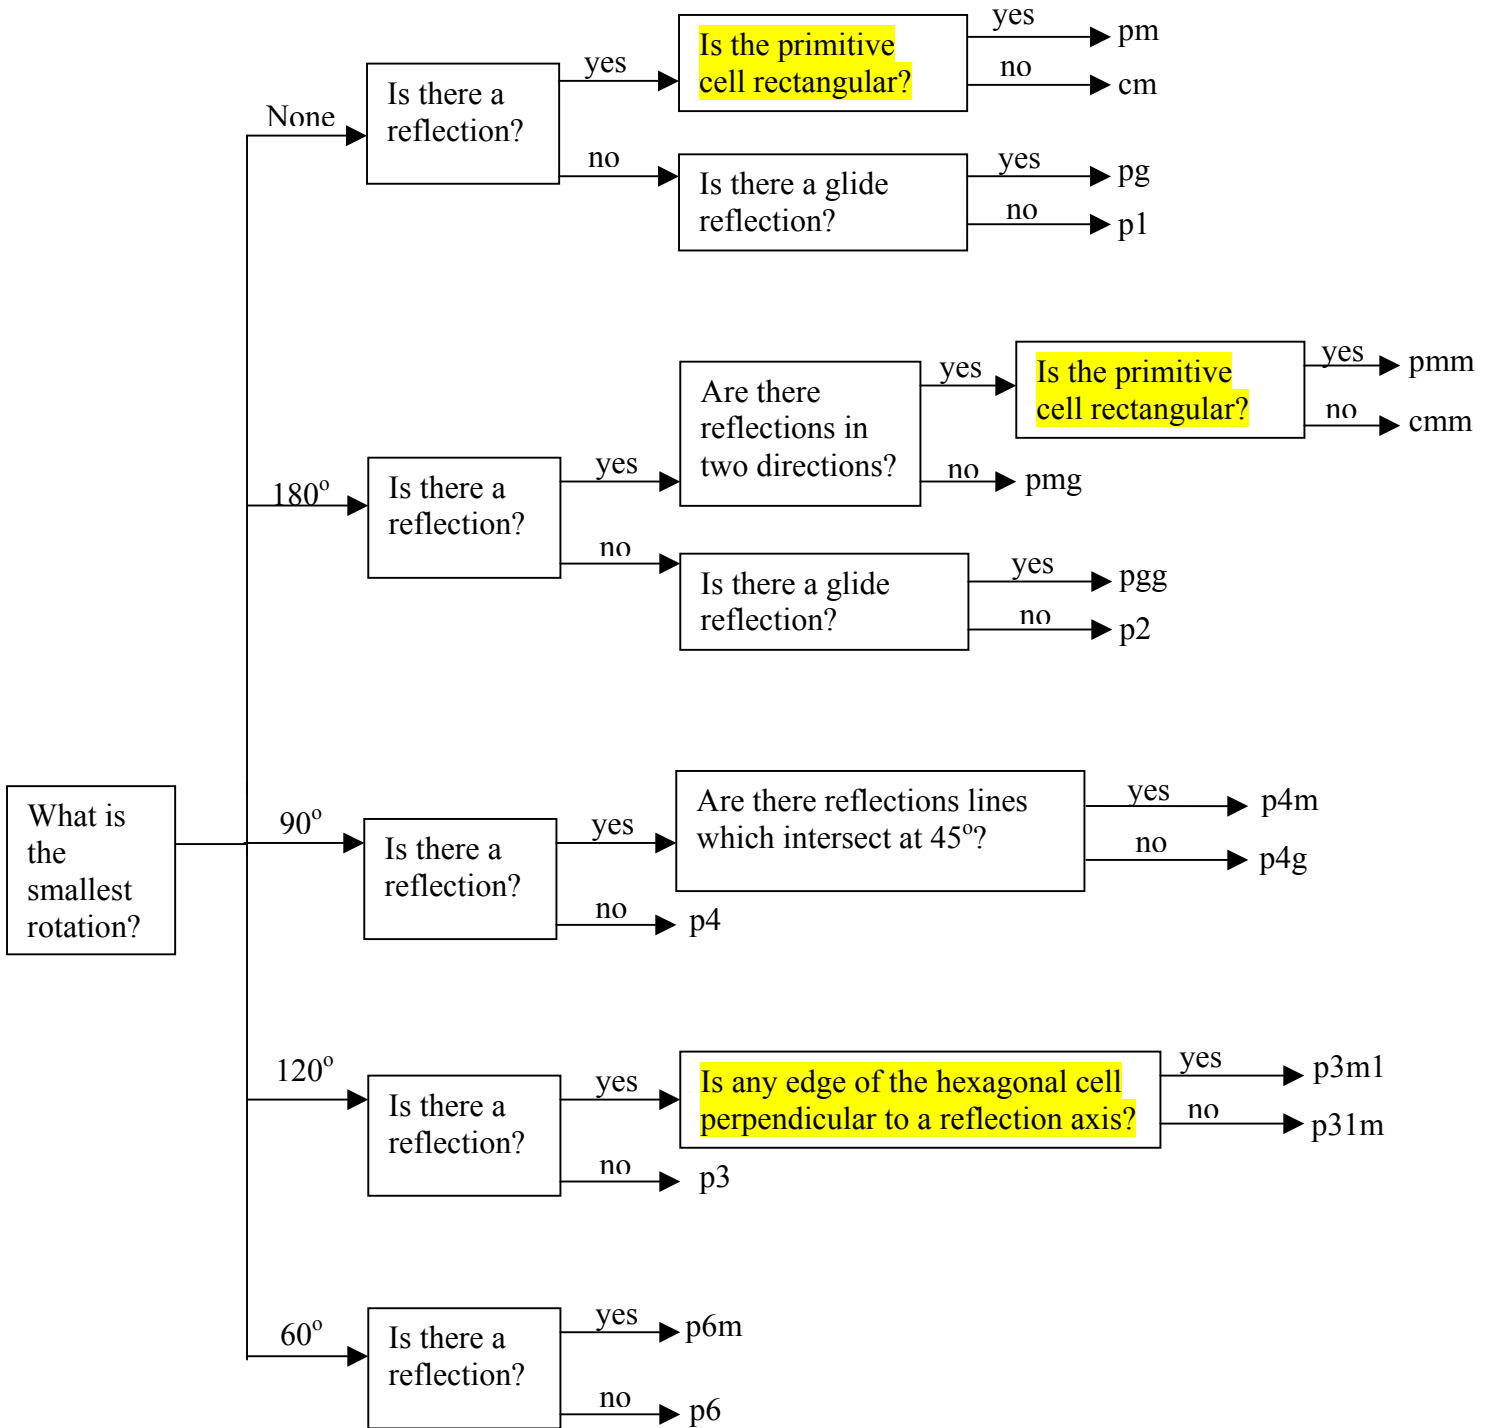 What is
the
smallest
rotation?
None
Is there a
reflection?
yes
Is the primitive
cell rectangular?
yes
pm
no
cm
no
Is there a glide
reflection?
yes
pg
no
p1
180°
Is there a
reflection?
yes
Are there
reflections in
two directions?
yes
Is the primitive
cell rectangular?
yes
pmm
no
cmm
no
pmg
no
Is there a glide
reflection?
yes
pgg
no
p2
90°
Is there a
reflection?
yes
Are there reflections lines
which intersect at 45°?
yes
p4m
no
p4g
no
p4
120°
Is there a
reflection?
yes
Is any edge of the hexagonal cell
perpendicular to a reflection axis?
yes
p3m1
no
p31m
no
p3
60°
Is there a
reflection?
yes
p6m
no
p6